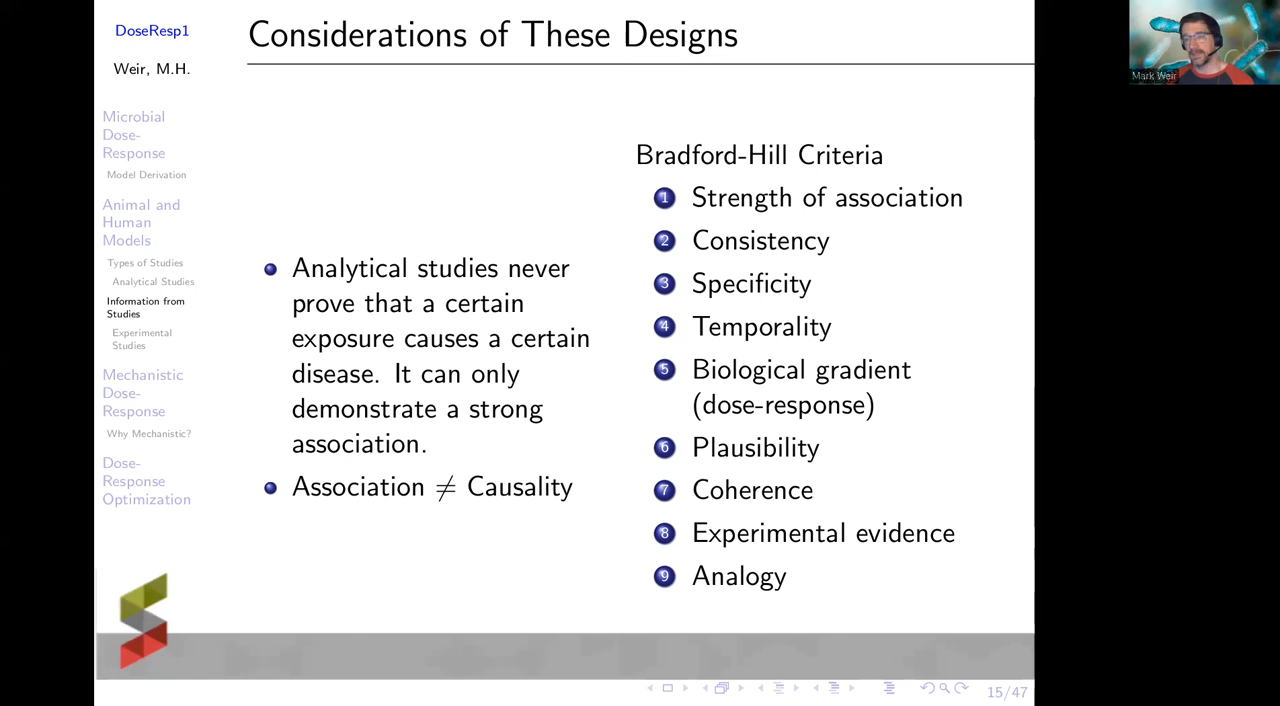 DoseResp1
Weir, M.H.
Microbial
Dose-
Response
Model Derivation
Animal and
Human
Models
Types of Studies
Analytical Studies
Information from
Studies
Experimental
Studies
Mechanistic
Dose-
Response
Why Mechanistic?
Dose-
Response
Optimization
Considerations of These Designs
Analytical studies never
prove that a certain
exposure causes a certain
disease. It can only
demonstrate a strong
association.
Association ≠ Causality
Bradford-Hill Criteria
1 Strength of association
2 Consistency
3 Specificity
4 Temporality
5 Biological gradient
(dose-response)
6 Plausibility
7 Coherence
8 Experimental evidence
9 Analogy
15/47
Mark Weir